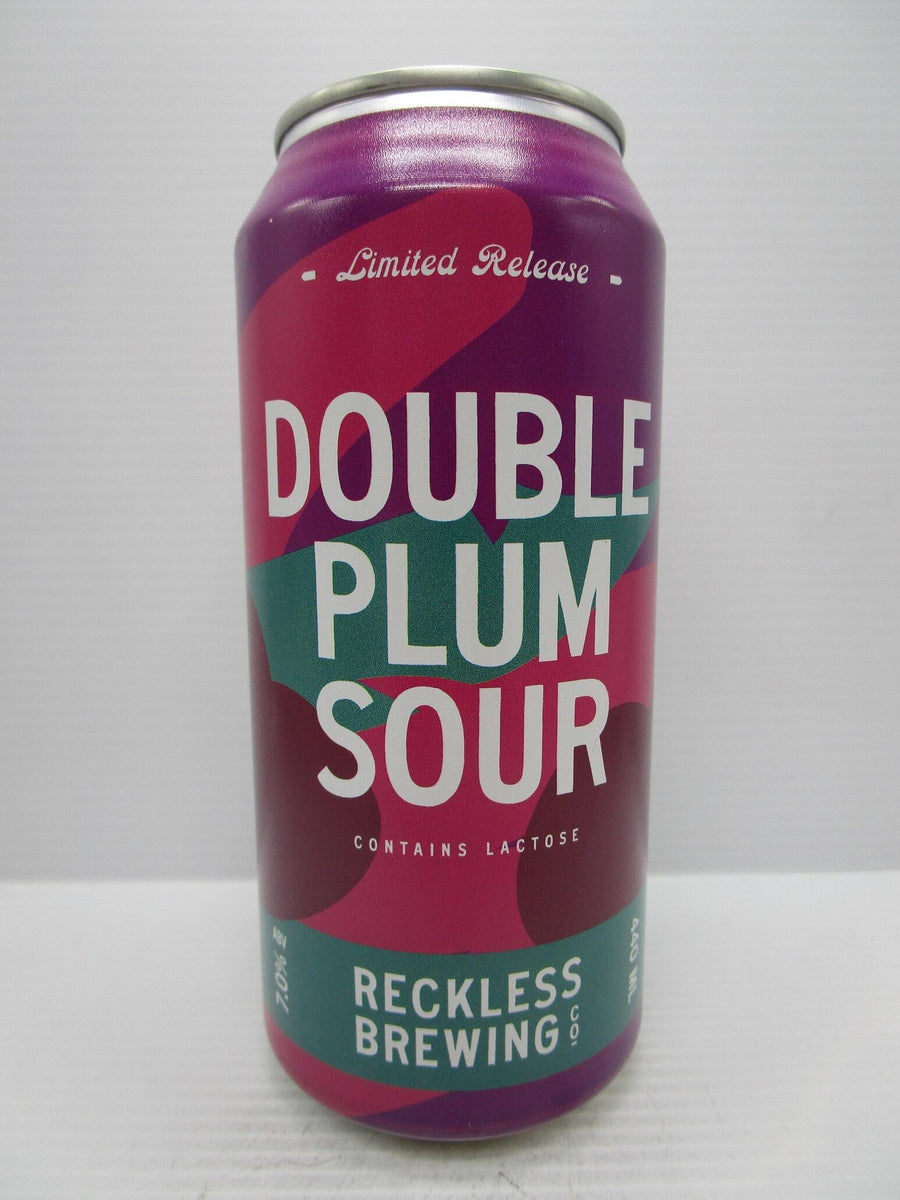 - Limited Release -
DOUBLE
PLUM
SOUR
CONTAINS LACTOSE
ABV
7.0%
440 ML
RECKLESS
BREWING CO.